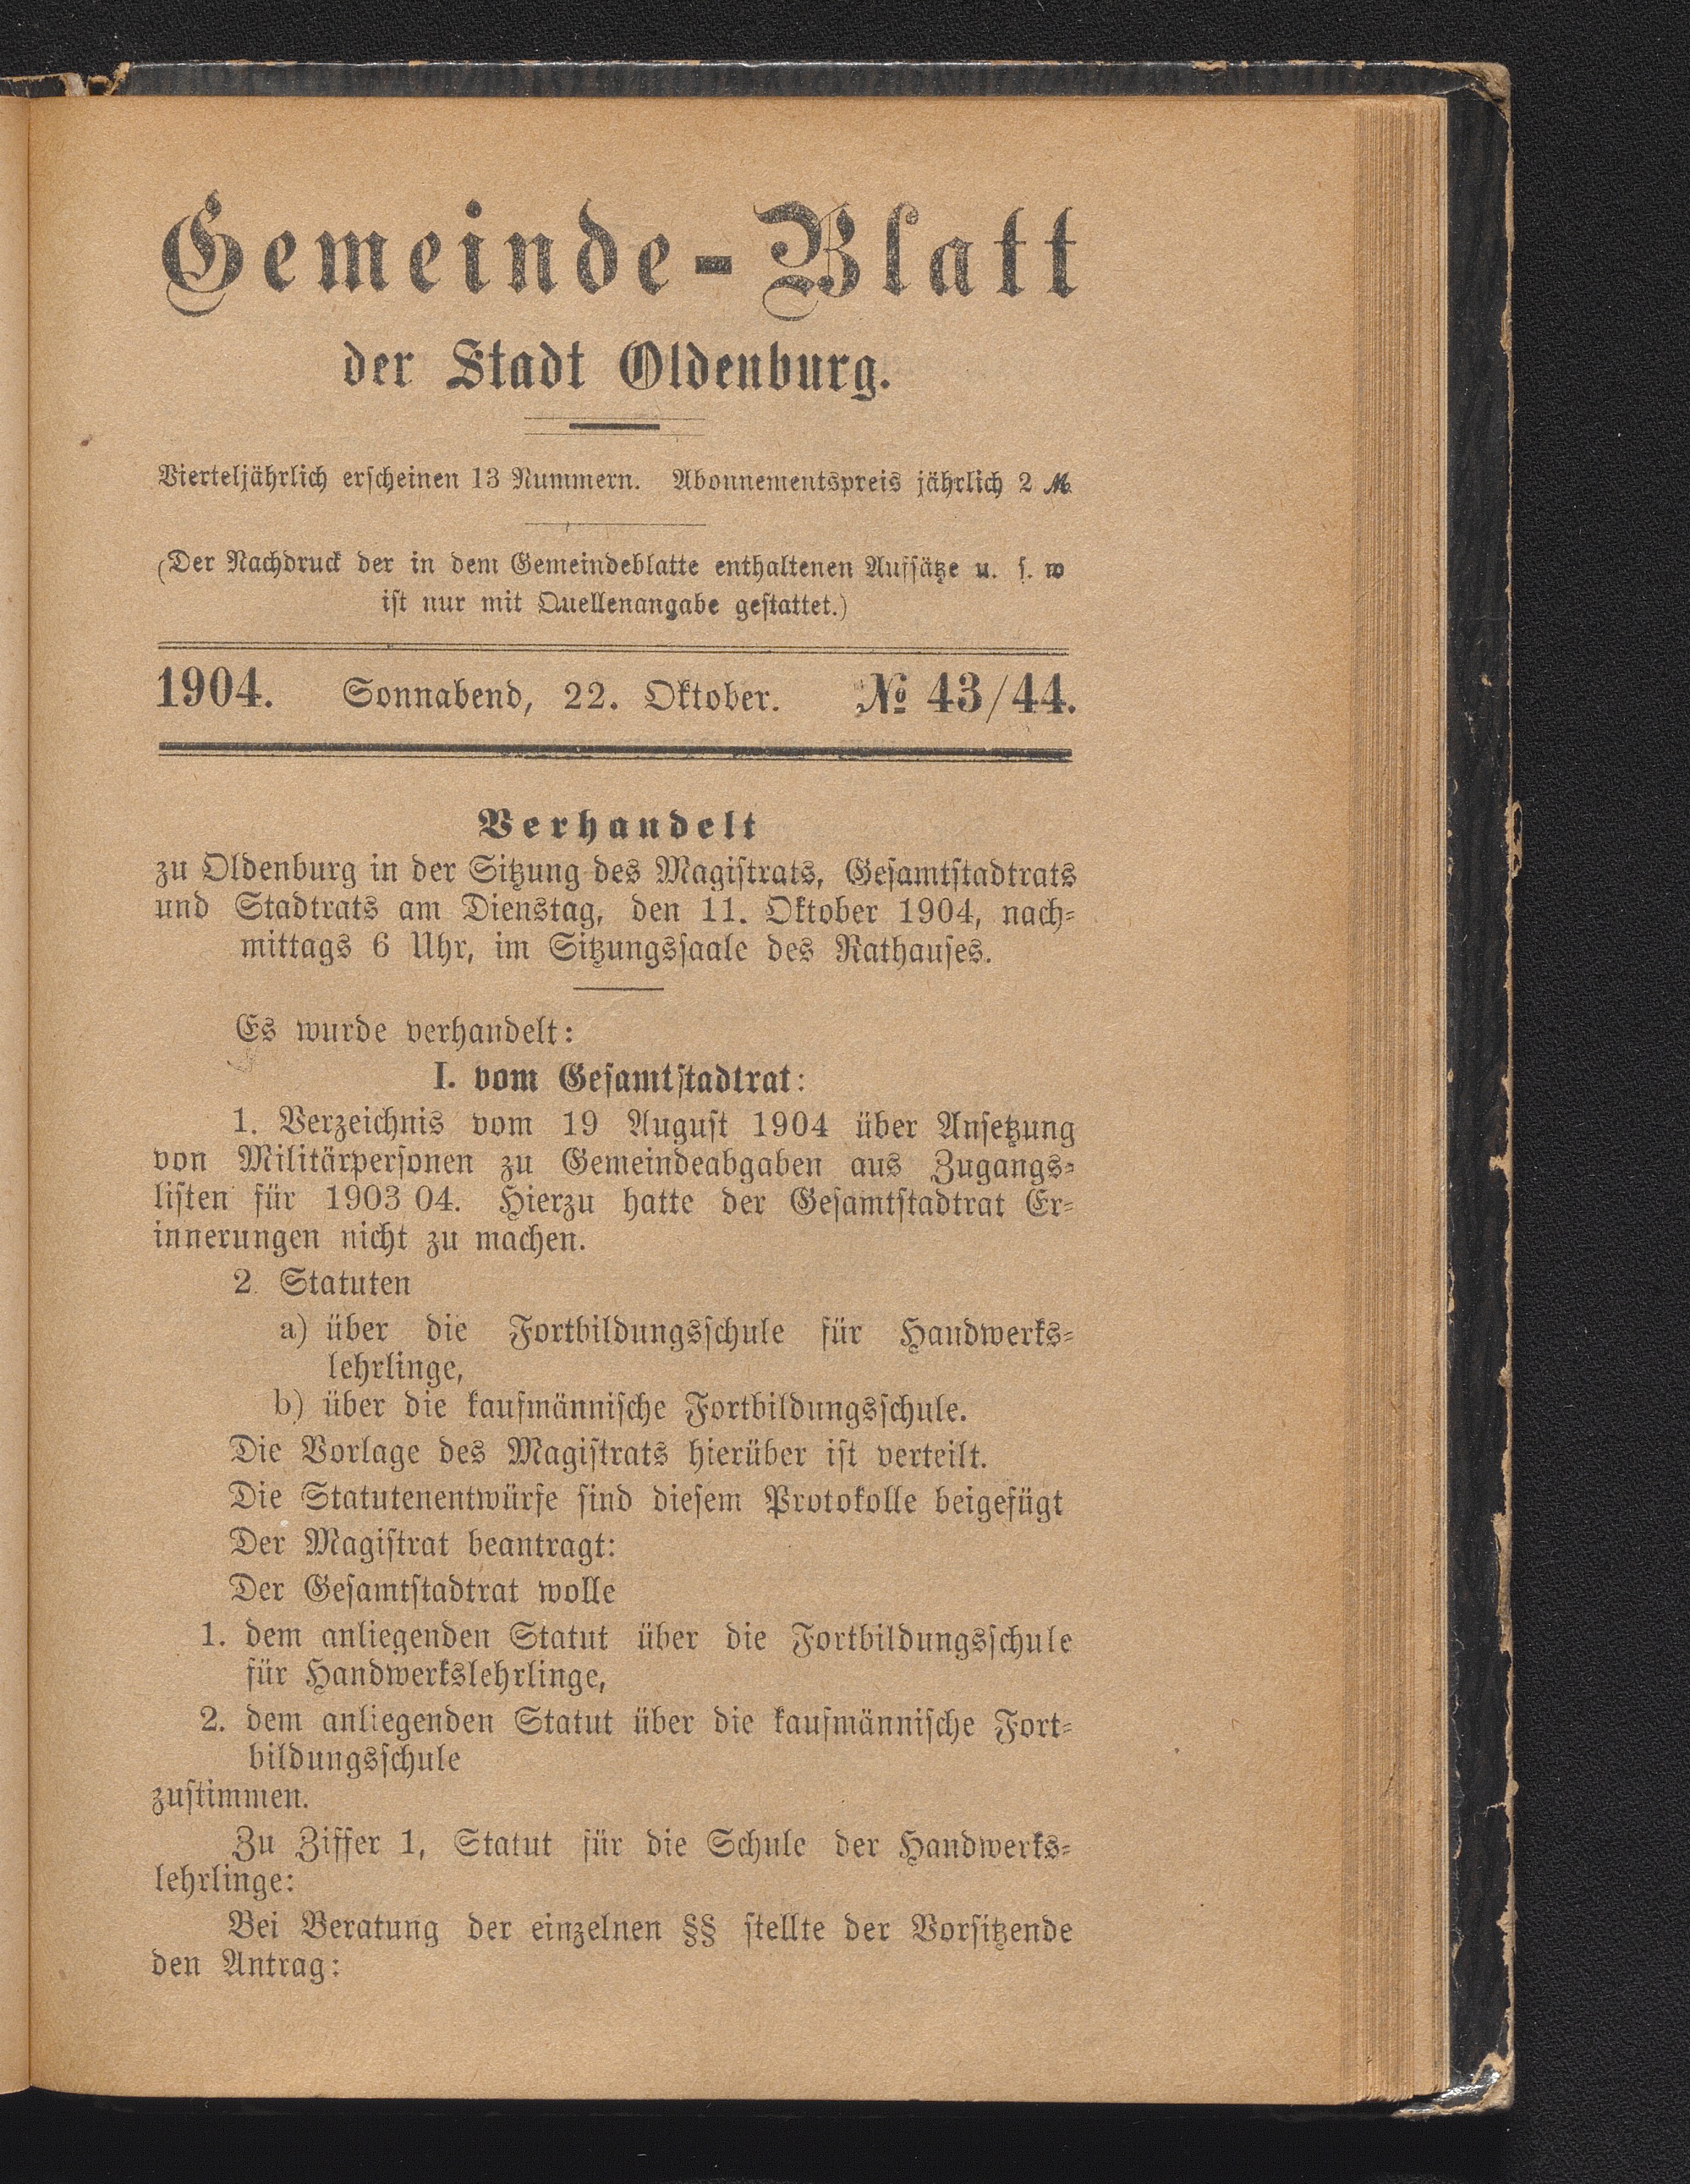 Gemeinde-Blatt
der Stadt Oldenburg.
Vierteljährlich erscheinen 13 Nummern. Abonnementspreis jährlich 2 ℳ
(Der Nachdruck der in dem Gemeindeblatte enthaltenen Aufsätze u. s. w
ist nur mit Quellenangabe gestattet.)
1904. Sonnabend, 22. Oktober. № 43/44.
Verhandelt
zu Oldenburg in der Sitzung des Magistrats, Gesamtstadtrats
und Stadtrats am Dienstag, den 11. Oktober 1904, nach-
mittags 6 Uhr, im Sitzungssaale des Rathauses.
Es wurde verhandelt:
I. vom Gesamtstadtrat:
1. Verzeichnis vom 19 August 1904 über Ansetzung
von Militärpersonen zu Gemeindeabgaben aus Zugangs-
listen für 1903 04. Hierzu hatte der Gesamtstadtrat Er-
innerungen nicht zu machen.
2. Statuten
a) über die Fortbildungsschule für Handwerks-
lehrlinge,
b) über die kaufmännische Fortbildungsschule.
Die Vorlage des Magistrats hierüber ist verteilt.
Die Statutenentwürfe sind diesem Protokolle beigefügt
Der Magistrat beantragt:
Der Gesamtstadtrat wolle
1. dem anliegenden Statut über die Fortbildungsschule
für Handwerkslehrlinge,
2. dem anliegenden Statut über die kaufmännische Fort-
bildungsschule
zustimmen.
Zu Ziffer 1, Statut für die Schule der Handwerks-
lehrlinge:
Bei Beratung der einzelnen §§ stellte der Vorsitzende
den Antrag: